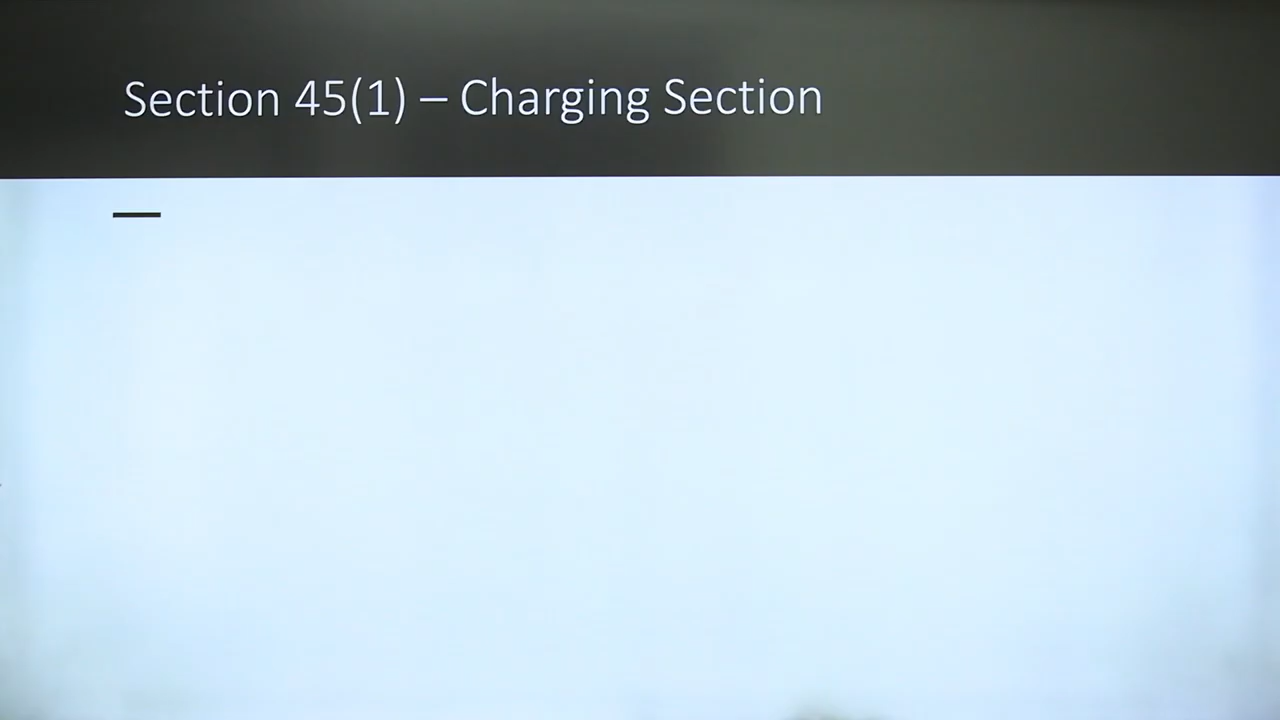 Section 45(1) – Charging Section